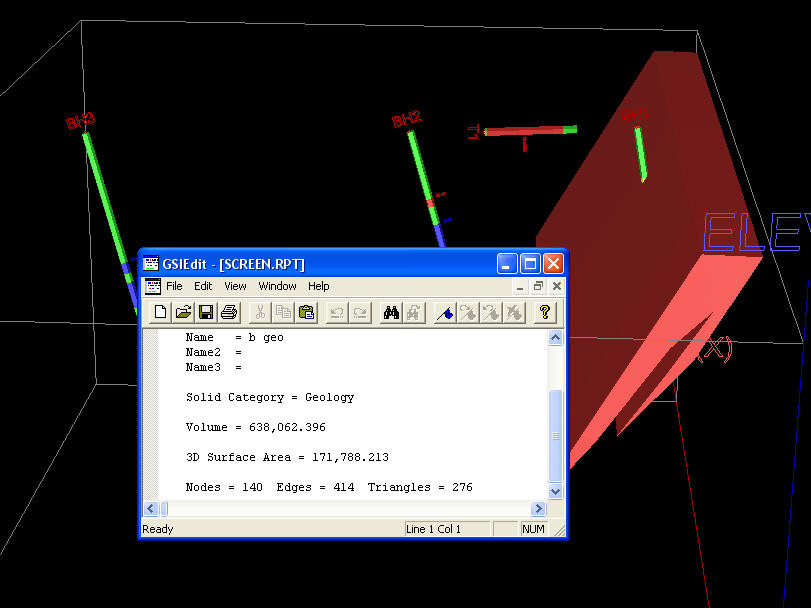 BH3
BH2
T1
BH1
ELEV
(X)
GSIEdit - [SCREEN.RPT]
File Edit View Window Help
Name = b geo
Name2 =
Name3 =
Solid Category = Geology
Volume = 638,062.396
3D Surface Area = 171,788.213
Nodes = 140 Edges = 414 Triangles = 276
Ready Line 1 Col 1 NUM